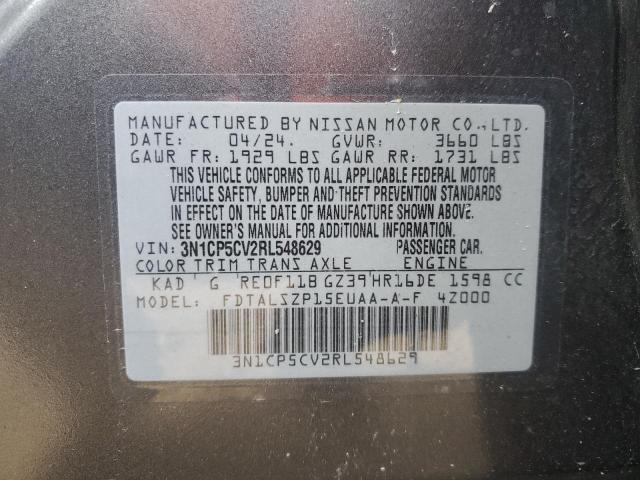 MANUFACTURED BY NISSAN MOTOR CO.,LTD.
DATE: 04/24. GVWR: 3660 LBS
GAWR FR: 1929 LBS GAWR RR: 1731 LBS
THIS VEHICLE CONFORMS TO ALL APPLICABLE FEDERAL MOTOR
VEHICLE SAFETY, BUMPER AND THEFT PREVENTION STANDARDS
IN EFFECT ON THE DATE OF MANUFACTURE SHOWN ABOVE.
SEE OWNER'S MANUAL FOR ADDITIONAL INFORMATION.
VIN: 3N1CP5CV2RL548629 PASSENGER CAR.
COLOR TRIM TRANS AXLE ENGINE
KAD G RE0F11B GZ39 HR16DE 1598 CC
MODEL: FDTALSZP15EUAA-A-F 4Z000
3N1CP5CV2RL548629